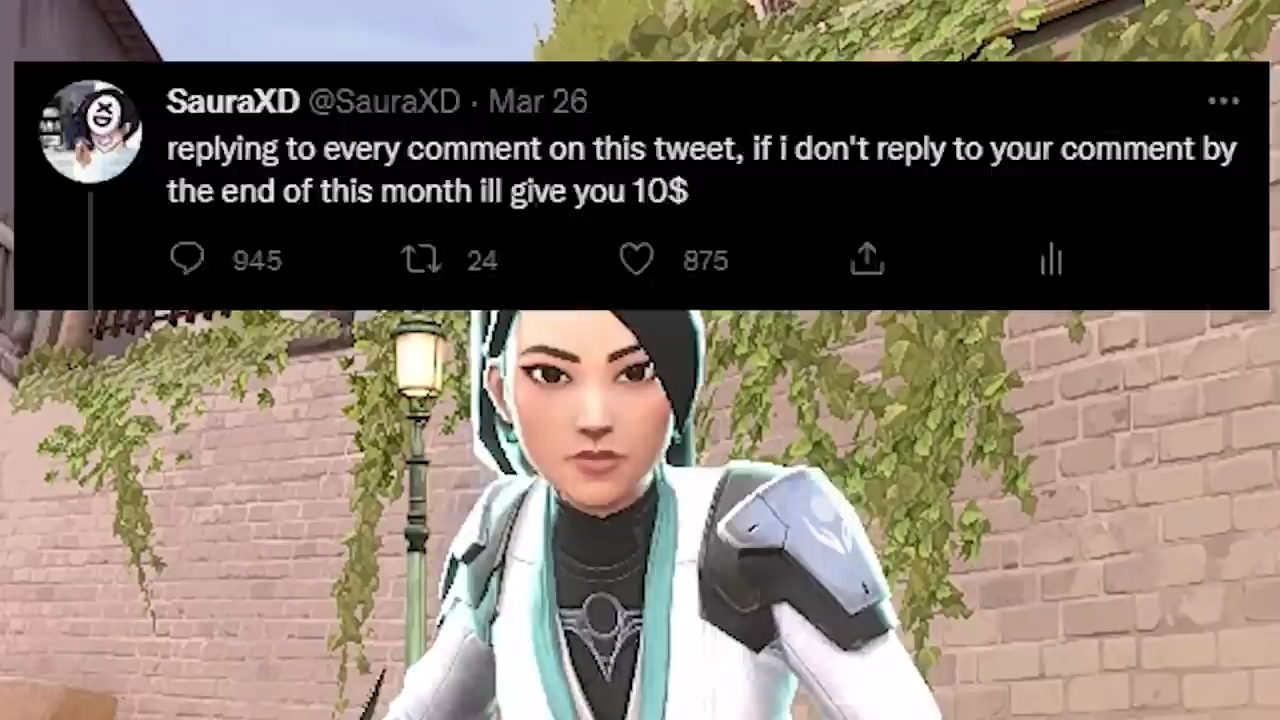 SauraXD @SauraXD · Mar 26
replying to every comment on this tweet, if i don't reply to your comment by
the end of this month ill give you 10$
945 24 875